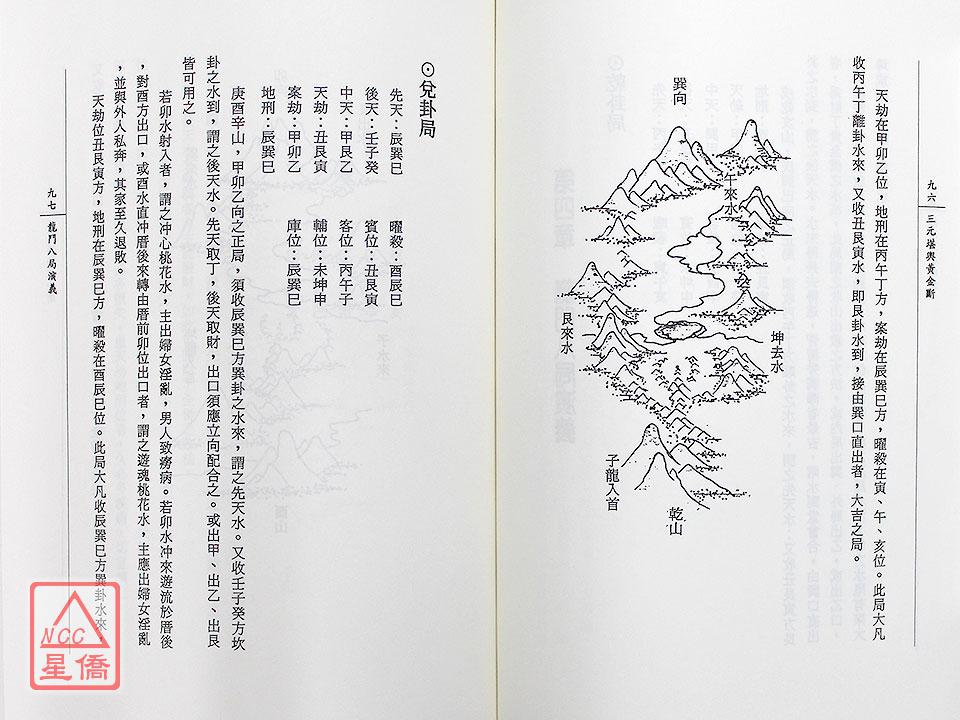 九六 三元堪輿黃金斷
天劫在甲卯乙位，地刑在丙午丁方，案劫在辰巽巳方，曜殺在寅、午、亥位。此局大凡
收丙午丁離卦水來，又收丑艮寅水，即艮卦水到，接由巽口直出者，大吉之局。
巽向
午來水
艮來水
坤去水
子龍入首
乾山
⊙兌卦局
先天：辰巽巳　曜殺：酉辰巳
後天：壬子癸　賓位：丑艮寅
中天：甲艮乙　客位：丙午子
天劫：丑艮寅　輔位：未坤申
案劫：甲卯乙　庫位：辰巽巳
地刑：辰巽巳
庚酉辛山，甲卯乙向之正局，須收辰巽巳方巽卦之水來，謂之先天水。又收壬子癸方坎
卦之水到，謂之後天水。先天取丁，後天取財，出口須應立向配合之。或出甲、出乙、出艮
皆可用之。
若卯水射入者，謂之冲心桃花水，主出婦女淫亂，男人致癆病。若卯水冲來遊流於厝後
，對酉方出口，或酉水直冲厝後來轉由厝前卯位出口者，謂之遊魂桃花水，主應出婦女淫亂
，並與外人私奔，其家至久退敗。
天劫位丑艮寅方，地刑在辰巽巳方，曜殺在酉辰巳位。此局大凡收辰巽巳方巽卦水來，
九七 龍門八局演義
NCC
星僑